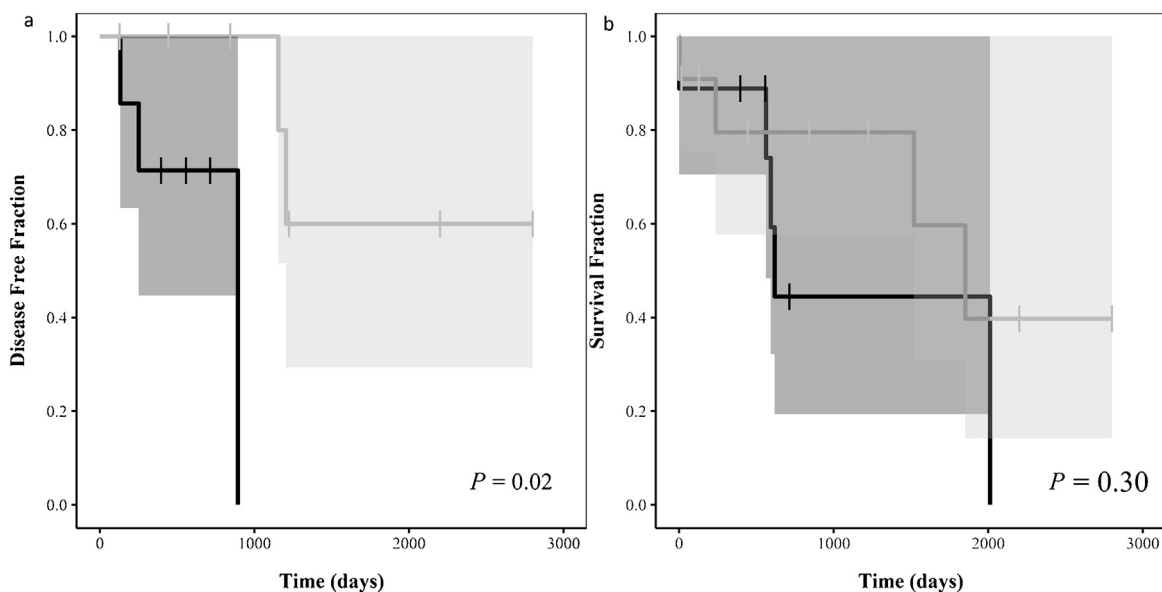 a
1.0
0.8
0.6
0.4
0.2
0.0
Disease Free Fraction
P = 0.02
0 1000 2000 3000
Time (days)
b
1.0
0.8
0.6
0.4
0.2
0.0
Survival Fraction
P = 0.30
0 1000 2000 3000
Time (days)